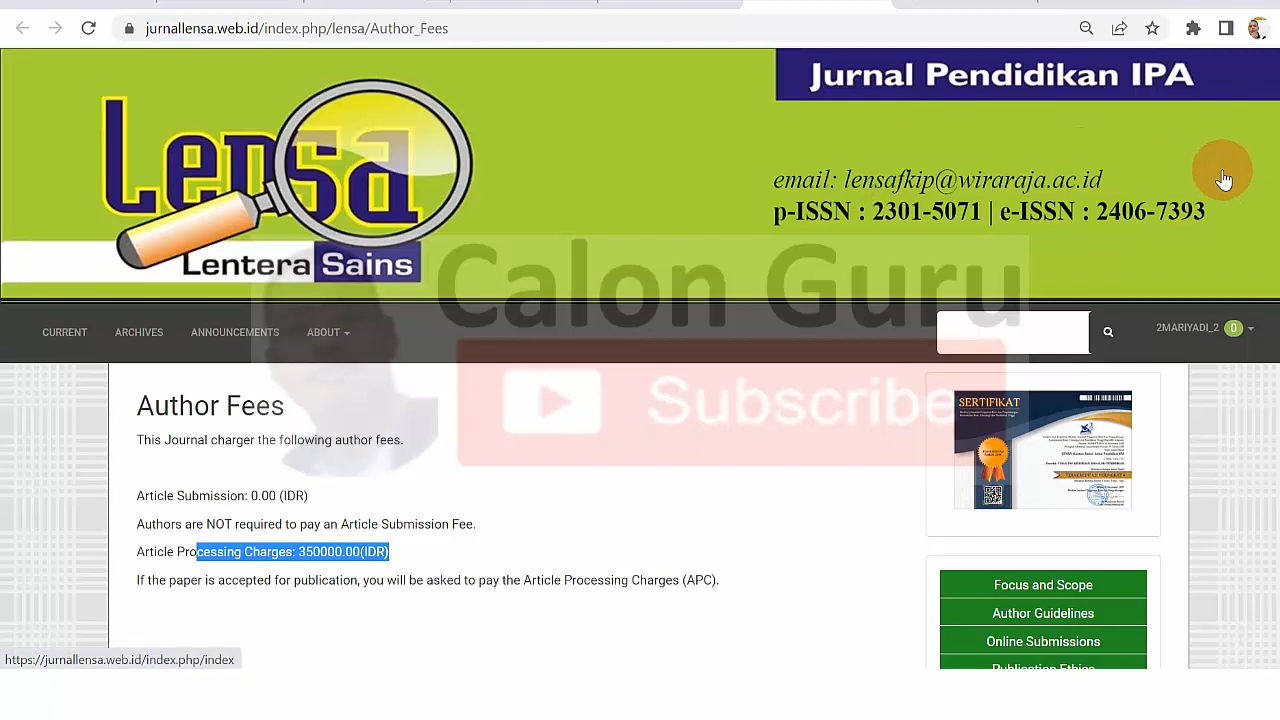 jurnallensa.web.id/index.php/lensa/Author_Fees
Jurnal Pendidikan IPA
Lensa
email: lensafkip@wiraraja.ac.id
p-ISSN : 2301-5071 | e-ISSN : 2406-7393
Lentera Sains
Calon Guru
CURRENT ARCHIVES ANNOUNCEMENTS ABOUT
2MARIYADI_2 0
Subscribe
Author Fees
This Journal charger the following author fees.
SERTIFIKAT
Article Submission: 0.00 (IDR)
Authors are NOT required to pay an Article Submission Fee.
Article Processing Charges: 350000.00(IDR)
If the paper is accepted for publication, you will be asked to pay the Article Processing Charges (APC).
Focus and Scope
Author Guidelines
Online Submissions
Publication Ethics
https://jurnallensa.web.id/index.php/index